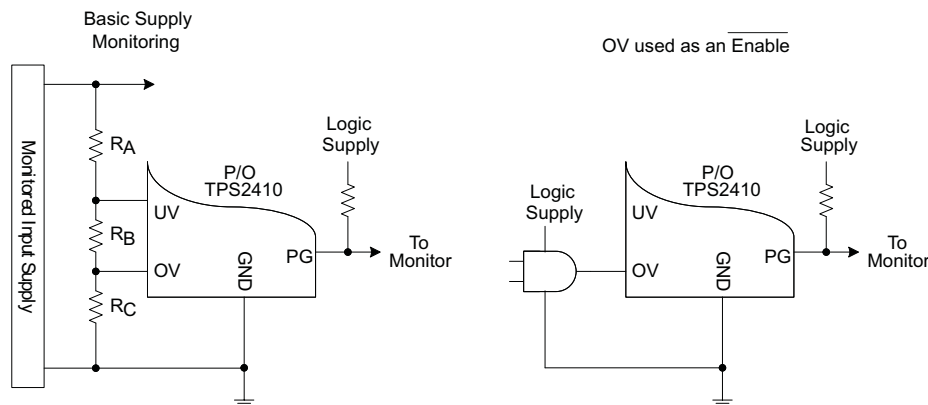 Basic Supply
Monitoring
Monitored Input Supply
RA
RB
RC
P/O
TPS2410
UV
OV
GND
PG
Logic
Supply
To
Monitor
OV used as an Enable
Logic
Supply
P/O
TPS2410
UV
OV
GND
PG
Logic
Supply
To
Monitor